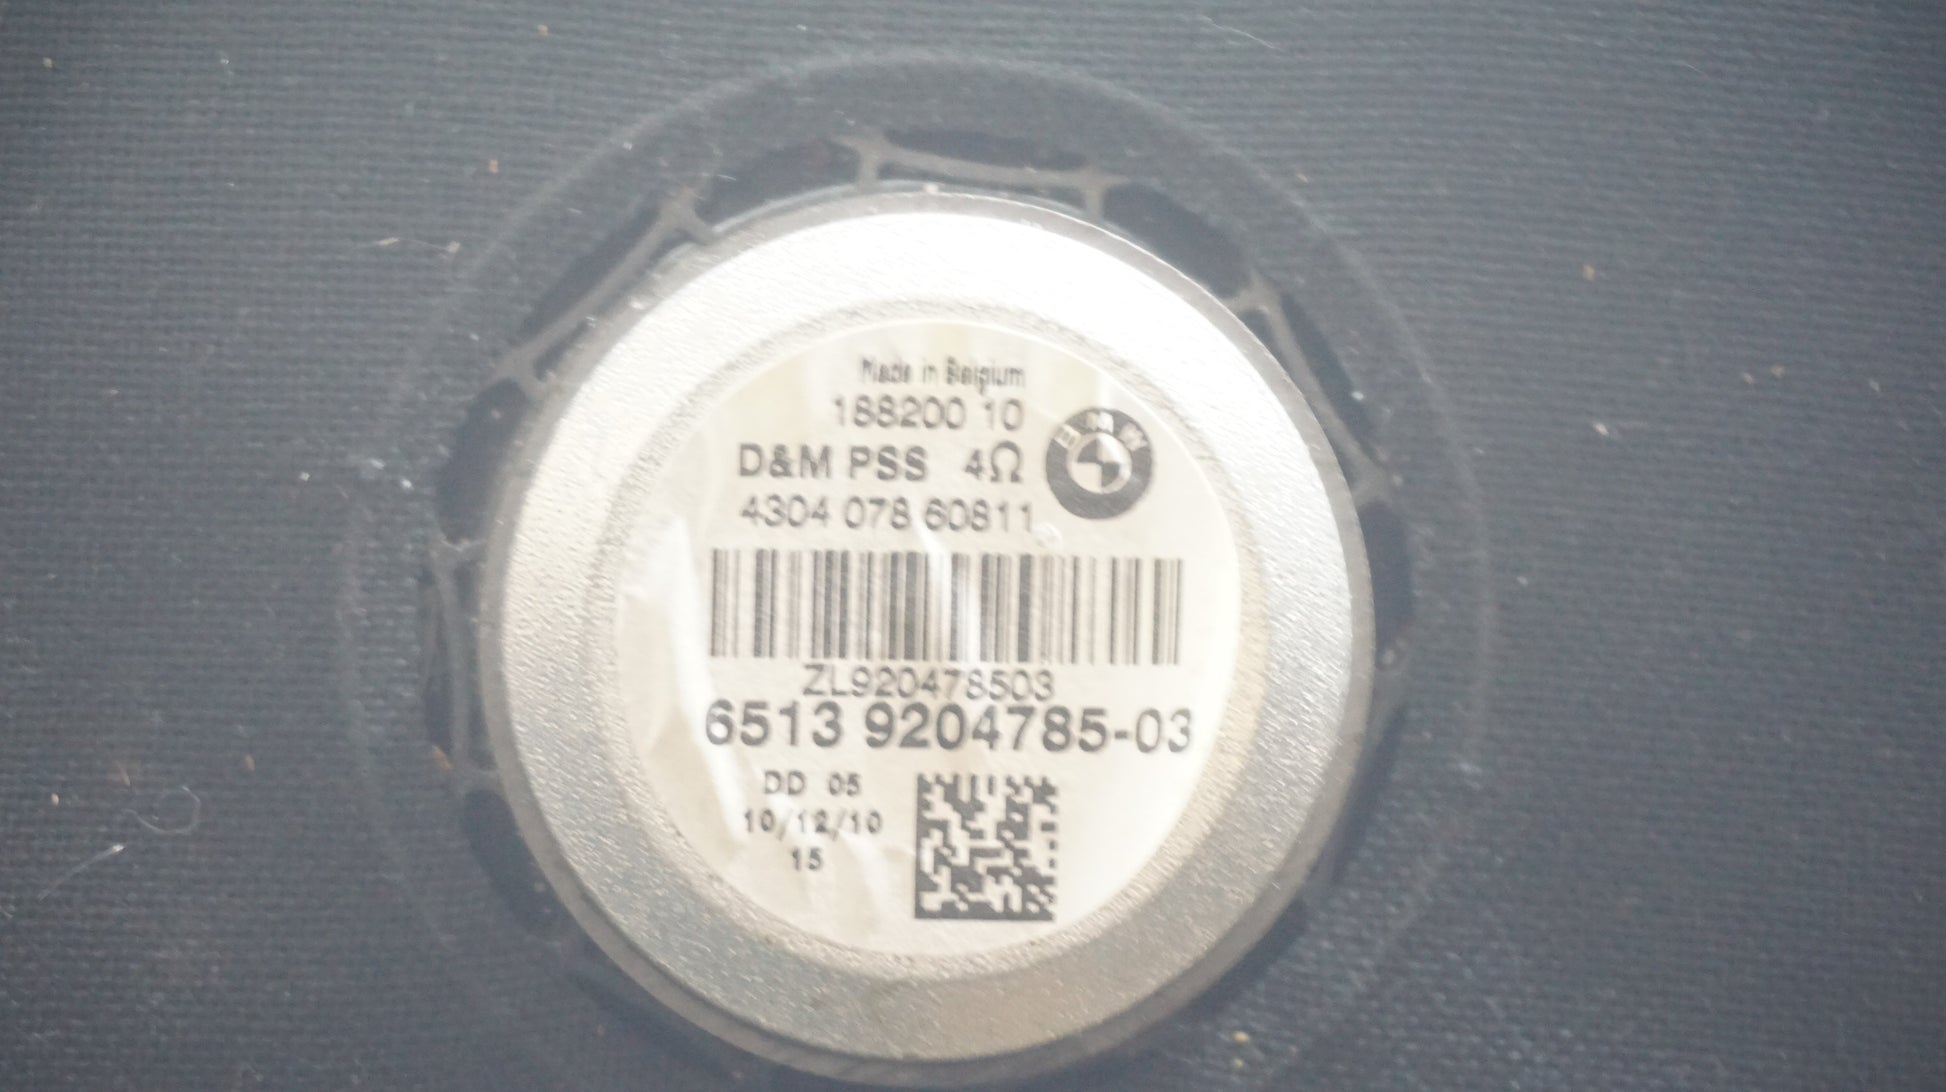 Made in Belgium
188200 10
D&M PSS 4Ω
BMW
4304 078 60811
ZL920478503
6513 9204785-03
DD 05
10/12/10
15